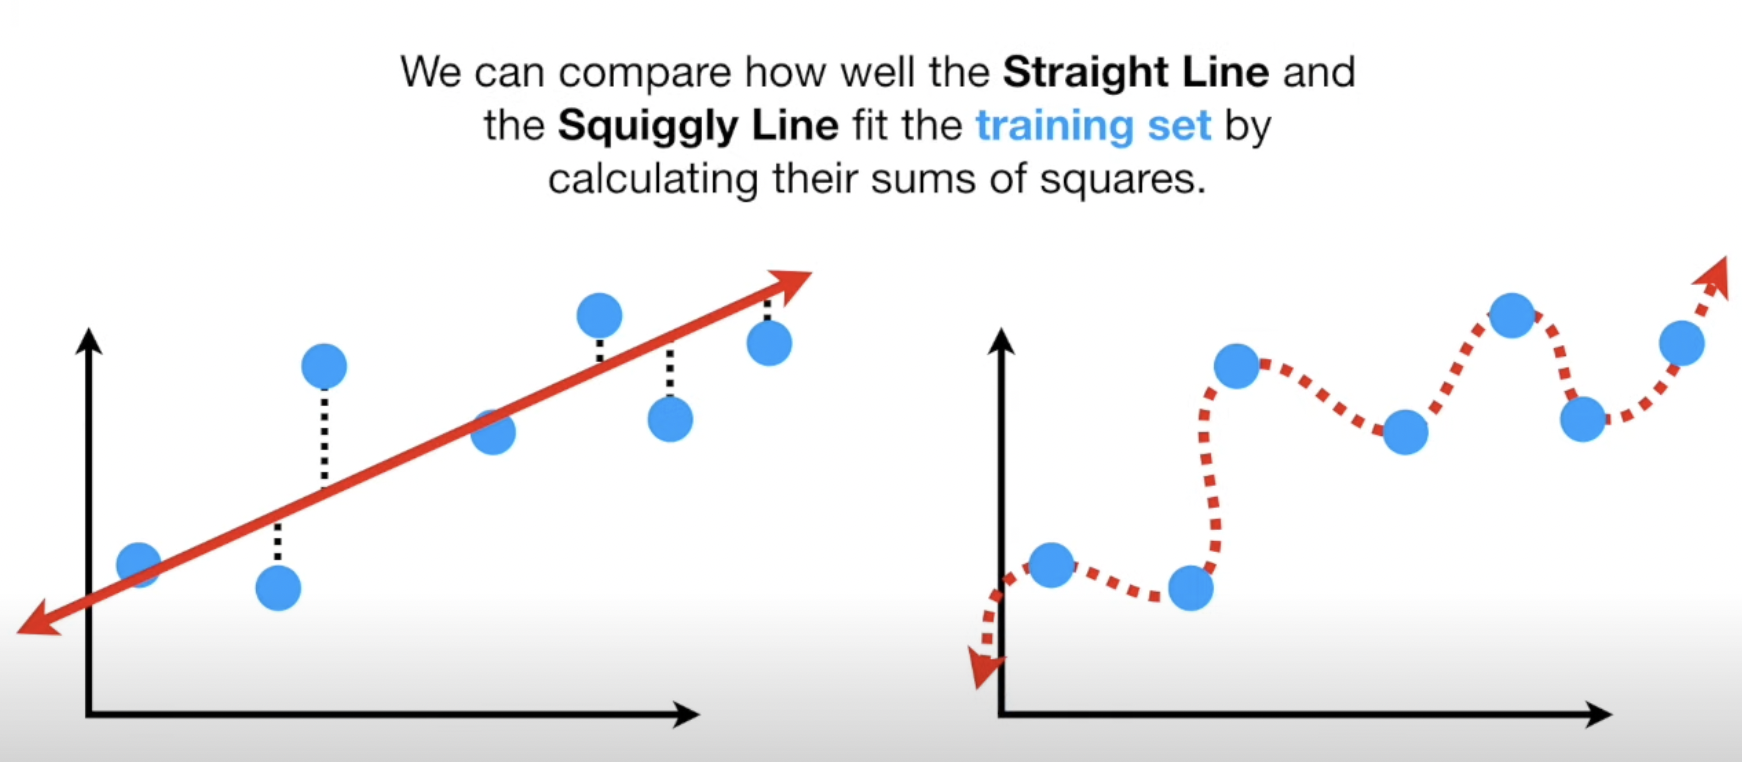 We can compare how well the Straight Line and
the Squiggly Line fit the training set by
calculating their sums of squares.